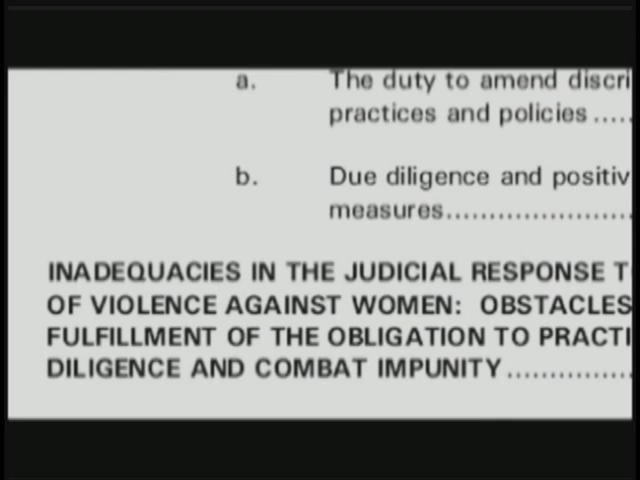 a. The duty to amend discri
practices and policies .....
b. Due diligence and positiv
measures......................
INADEQUACIES IN THE JUDICIAL RESPONSE T
OF VIOLENCE AGAINST WOMEN: OBSTACLES
FULFILLMENT OF THE OBLIGATION TO PRACTI
DILIGENCE AND COMBAT IMPUNITY ...............